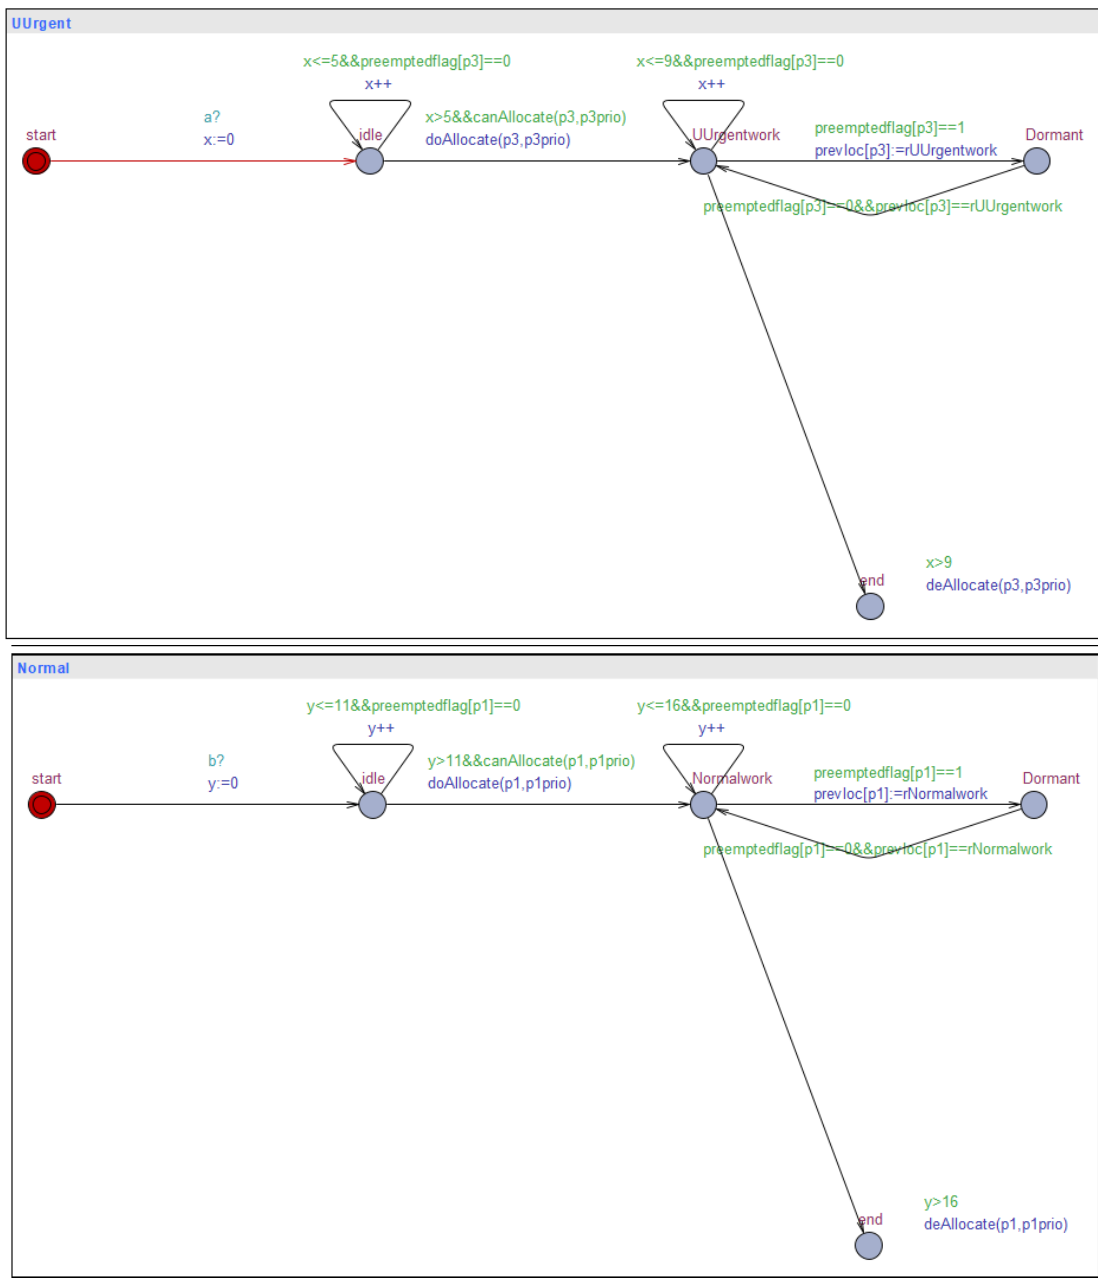 UUrgent
x<=5&&preemptedflag[p3]==0
x++
x<=9&&preemptedflag[p3]==0
x++
a?
x:=0
x>5&&canAllocate(p3,p3prio)
doAllocate(p3,p3prio)
preemptedflag[p3]==1
prevloc[p3]:=rUUrgentwork
start
idle
UUrgentwork
Dormant
preemptedflag[p3]==0&&prevloc[p3]==rUUrgentwork
x>9
deAllocate(p3,p3prio)
end
Normal
y<=11&&preemptedflag[p1]==0
y++
y<=16&&preemptedflag[p1]==0
y++
b?
y:=0
y>11&&canAllocate(p1,p1prio)
doAllocate(p1,p1prio)
preemptedflag[p1]==1
prevloc[p1]:=rNormalwork
start
idle
Normalwork
Dormant
preemptedflag[p1]==0&&prevloc[p1]==rNormalwork
y>16
deAllocate(p1,p1prio)
end